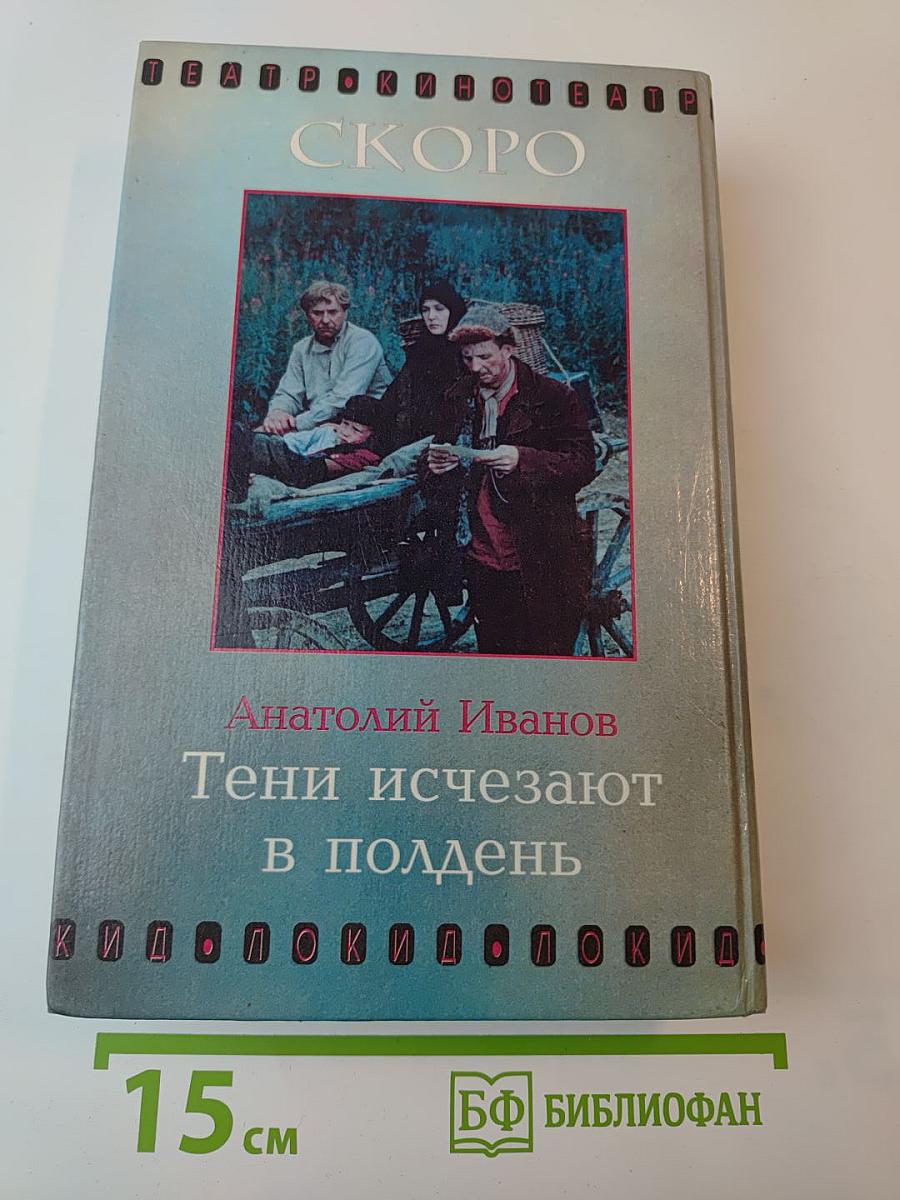 ТЕАТР•КИНОТЕАТР
СКОРО
Анатолий Иванов
Тени исчезают
в полдень
КИД•ЛОКИД•ЛОКИД•
15 см
БФ БИБЛИОФАН